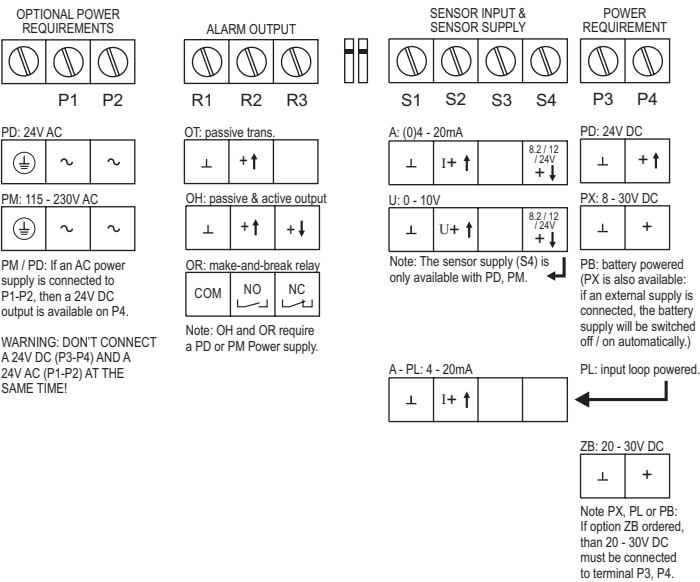 OPTIONAL POWER
REQUIREMENTS
P1 P2
PD: 24V AC
~ ~
PM: 115 - 230V AC
~ ~
PM / PD: If an AC power
supply is connected to
P1-P2, then a 24V DC
output is available on P4.
WARNING: DON'T CONNECT
A 24V DC (P3-P4) AND A
24V AC (P1-P2) AT THE
SAME TIME!
ALARM OUTPUT
R1 R2 R3
OT: passive trans.
⊥ +↑
OH: passive & active output
⊥ +↑ +↓
OR: make-and-break relay
COM NO NC
Note: OH and OR require
a PD or PM Power supply.
SENSOR INPUT &
SENSOR SUPPLY
S1 S2 S3 S4
A: (0)4 - 20mA
⊥ I+ ↑ 8.2 / 12
/ 24V
+↓
U: 0 - 10V
⊥ U+ ↑ 8.2 / 12
/ 24V
+↓
Note: The sensor supply (S4) is
only available with PD, PM.
A - PL: 4 - 20mA
⊥ I+ ↑
POWER
REQUIREMENT
P3 P4
PD: 24V DC
⊥ +↑
PX: 8 - 30V DC
⊥ +
PB: battery powered
(PX is also available:
if an external supply is
connected, the battery
supply will be switched
off / on automatically.)
PL: input loop powered.
ZB: 20 - 30V DC
⊥ +
Note PX, PL or PB:
If option ZB ordered,
than 20 - 30V DC
must be connected
to terminal P3, P4.